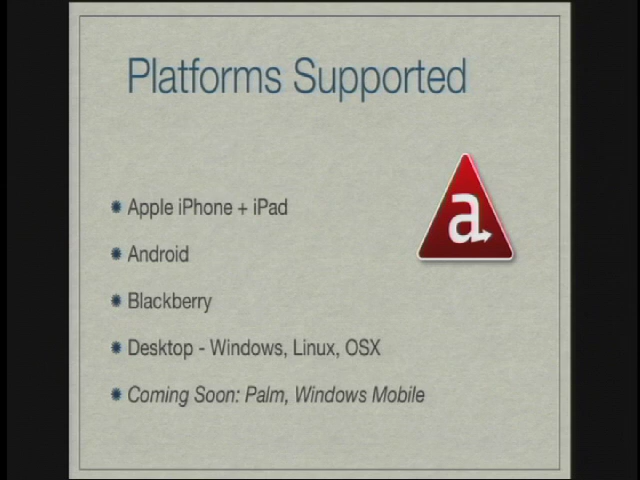 Platforms Supported
a
Apple iPhone + iPad
Android
Blackberry
Desktop - Windows, Linux, OSX
Coming Soon: Palm, Windows Mobile